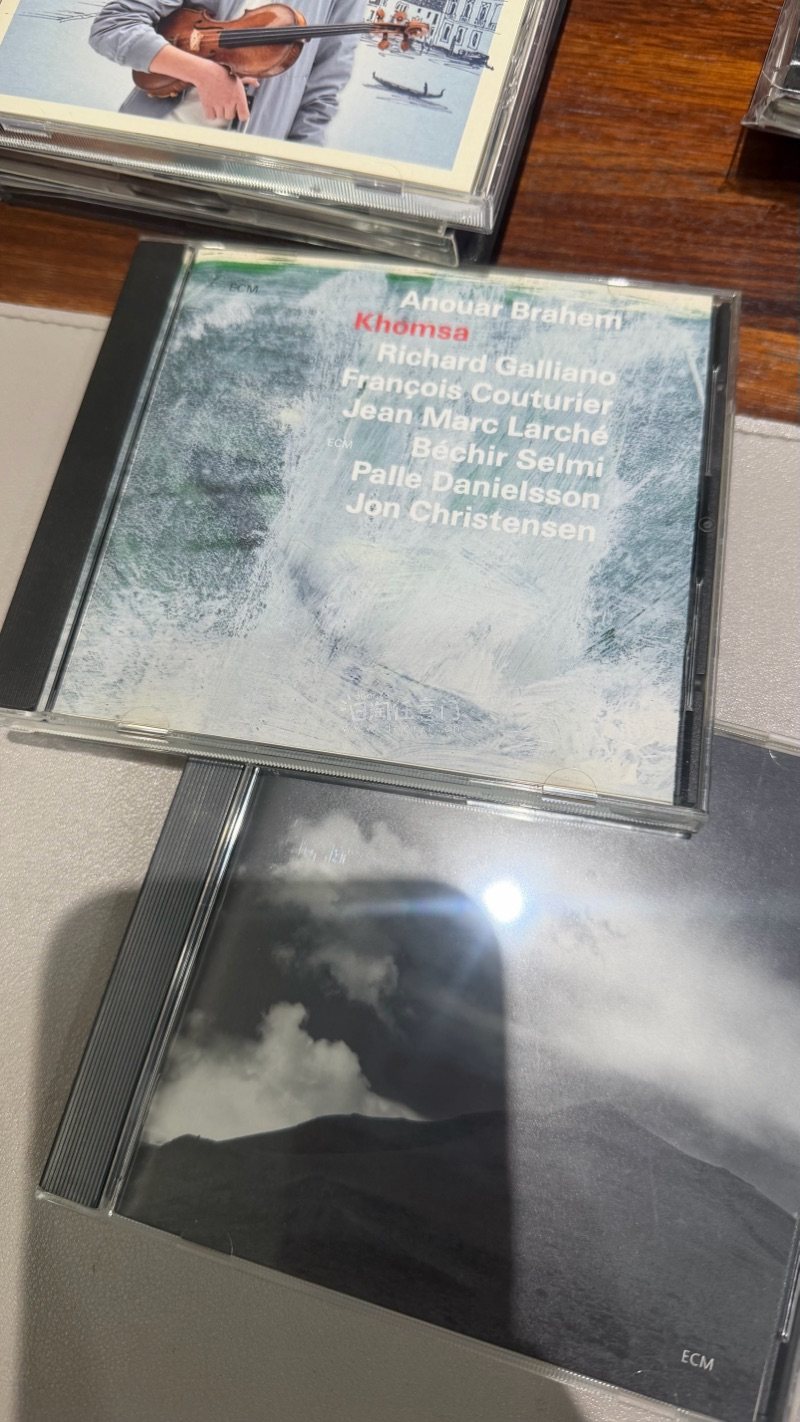 ECM
Anouar Brahem
Khomsa
Richard Galliano
François Couturier
Jean Marc Larché
ECM
Béchir Selmi
Palle Danielsson
Jon Christensen
ECM